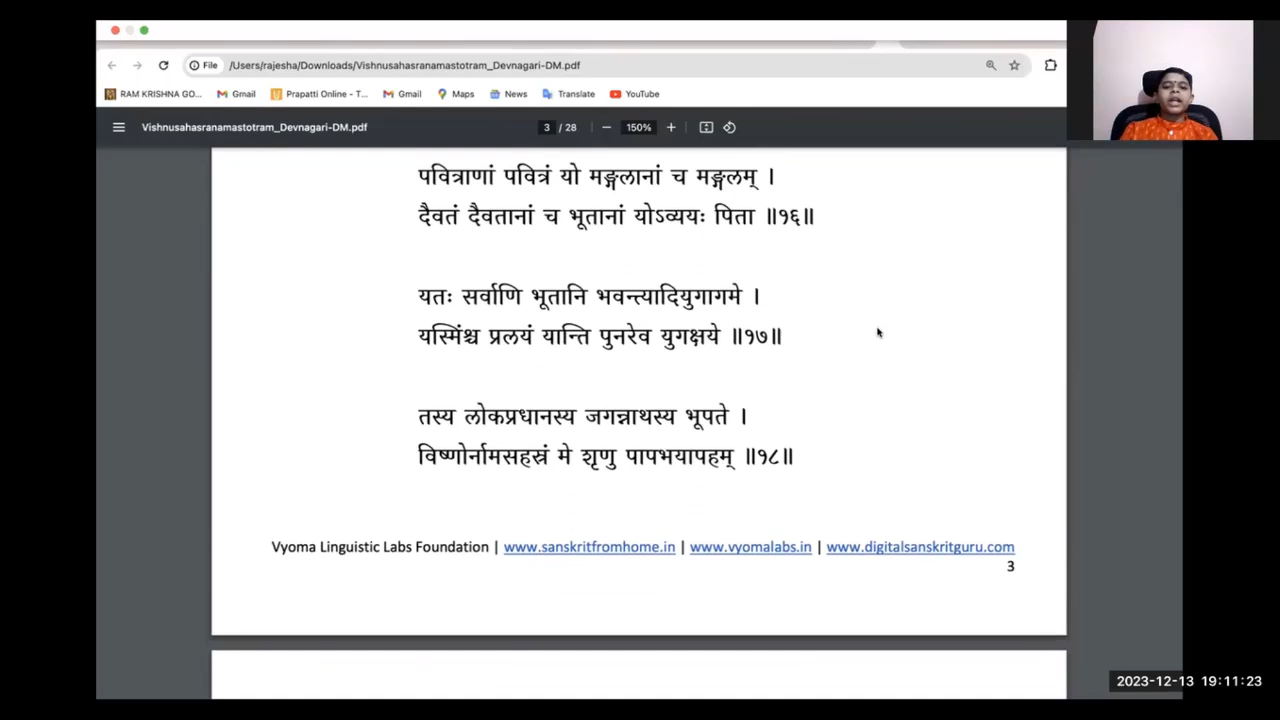 File /Users/rajesha/Downloads/Vishnusahasranamastotram_Devnagari-DM.pdf
RAM KRISHNA GO... Gmail Prapatti Online - T... Gmail Maps News Translate YouTube
Vishnusahasranamastotram_Devnagari-DM.pdf 3 / 28 150%
पवित्राणां पवित्रं यो मङ्गलानां च मङ्गलम् ।
दैवतं दैवतानां च भूतानां योऽव्ययः पिता ॥१६॥
यतः सर्वाणि भूतानि भवन्त्यादियुगागमे ।
यस्मिंश्च प्रलयं यान्ति पुनरेव युगक्षये ॥१७॥
तस्य लोकप्रधानस्य जगन्नाथस्य भूपते ।
विष्णोर्नामसहस्रं मे शृणु पापभयापहम् ॥१८॥
Vyoma Linguistic Labs Foundation | www.sanskritfromhome.in | www.vyomalabs.in | www.digitalsanskritguru.com
3
2023-12-13 19:11:23